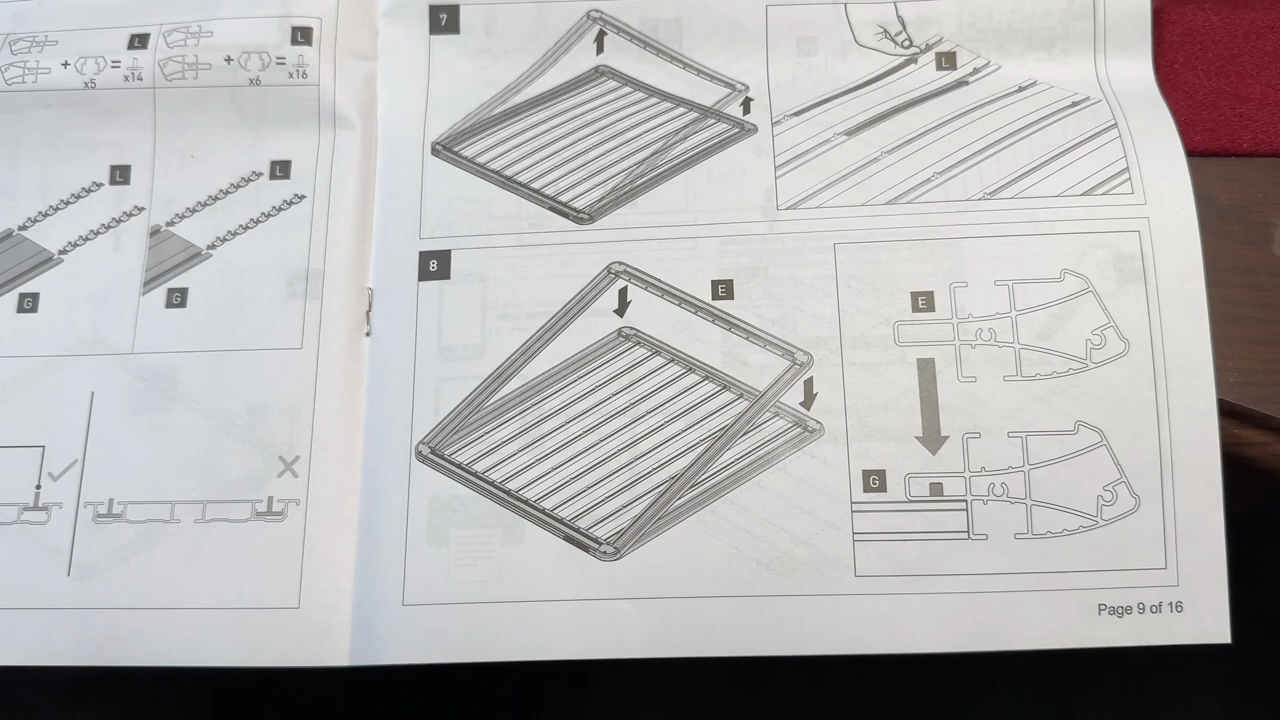 L
+ = x14
x5
L
+ = x16
x6
L
G
L
G
7
L
8
E
E
G
Page 9 of 16